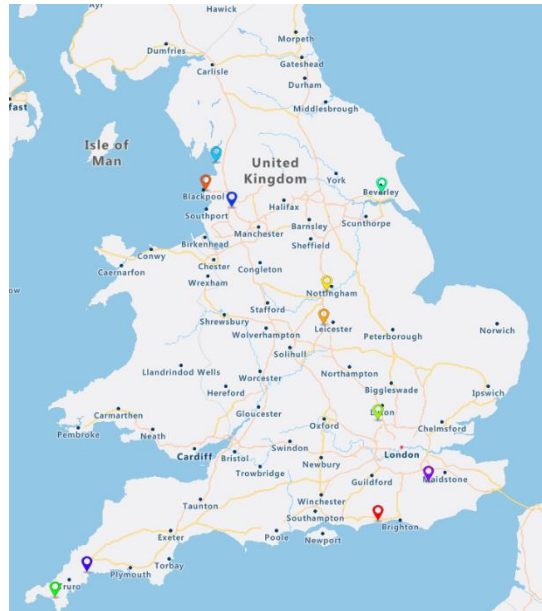 Ayr
Hawick
Morpeth
Dumfries
Gateshead
Carlisle
Durham
Middlesbrough
fast
Isle of
Man
United
Kingdom
York
Beverley
Blackpool
Halifax
Southport
Scunthorpe
Barnsley
Manchester
Birkenhead
Sheffield
Conwy
Chester
Congleton
Caernarfon
Wrexham
ow
Nottingham
Stafford
Shrewsbury
Leicester
Norwich
Wolverhampton
Peterborough
Solihull
Llandrindod Wells
Northampton
Worcester
Biggleswade
Ipswich
Hereford
Carmarthen
Gloucester
Luton
Chelmsford
Pembroke
Neath
Oxford
Swindon
London
Cardiff
Bristol
Newbury
Trowbridge
Maidstone
Guildford
Winchester
Taunton
Southampton
Brighton
Exeter
Poole
Newport
Torbay
Plymouth
Truro